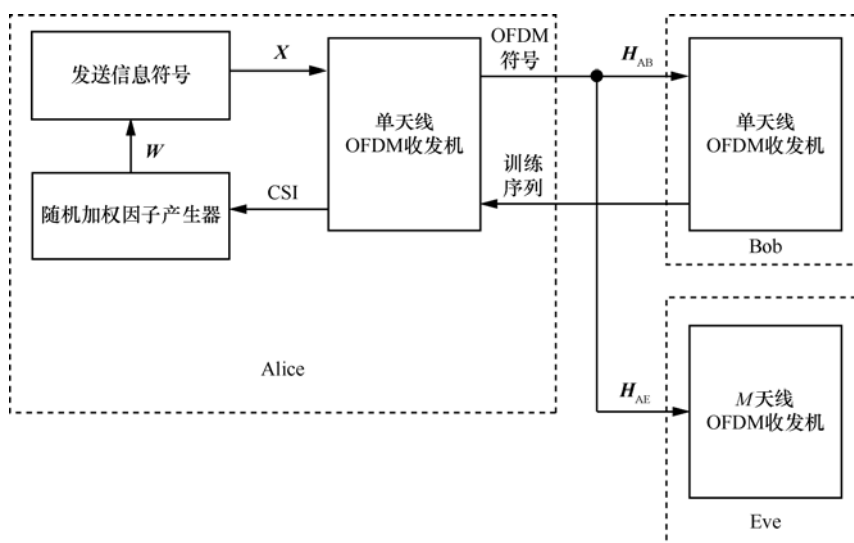 发送信息符号
X
单天线
OFDM收发机
OFDM
符号
H_AB
单天线
OFDM收发机
W
训练
序列
随机加权因子产生器
CSI
Bob
Alice
H_AE
M天线
OFDM收发机
Eve